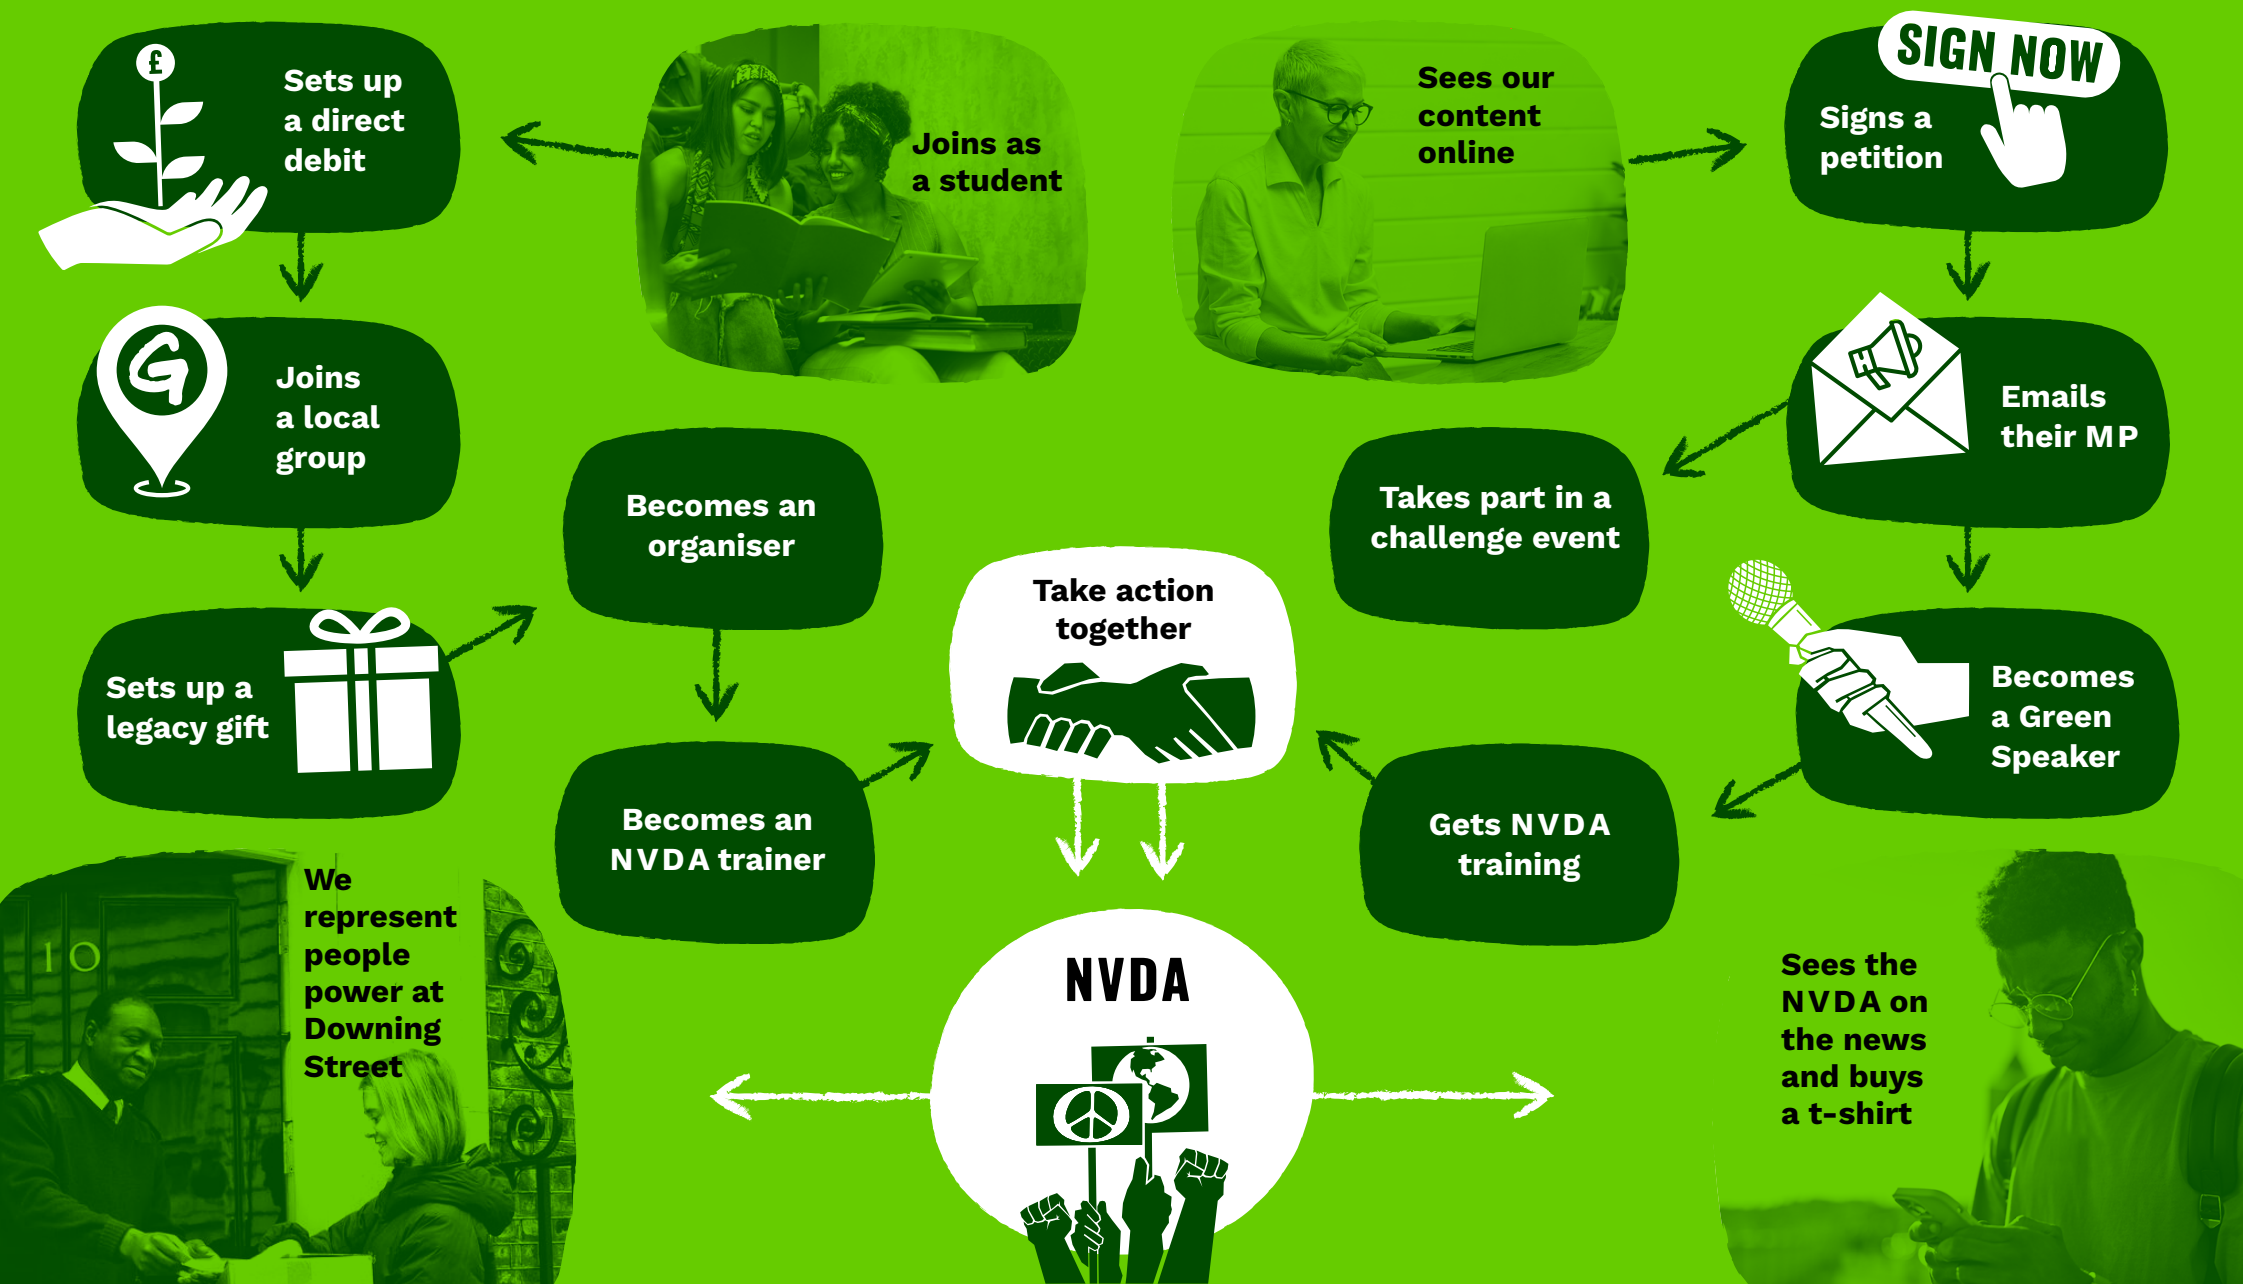 £
Sets up
a direct
debit
Joins as
a student
Sees our
content
online
SIGN NOW
Signs a
petition
G
Joins
a local
group
Becomes an
organiser
Takes part in a
challenge event
Emails
their MP
Sets up a
legacy gift
Take action
together
Becomes
a Green
Speaker
Becomes an
NVDA trainer
Gets NVDA
training
We
represent
people
power at
Downing
Street
10
NVDA
Sees the
NVDA on
the news
and buys
a t-shirt